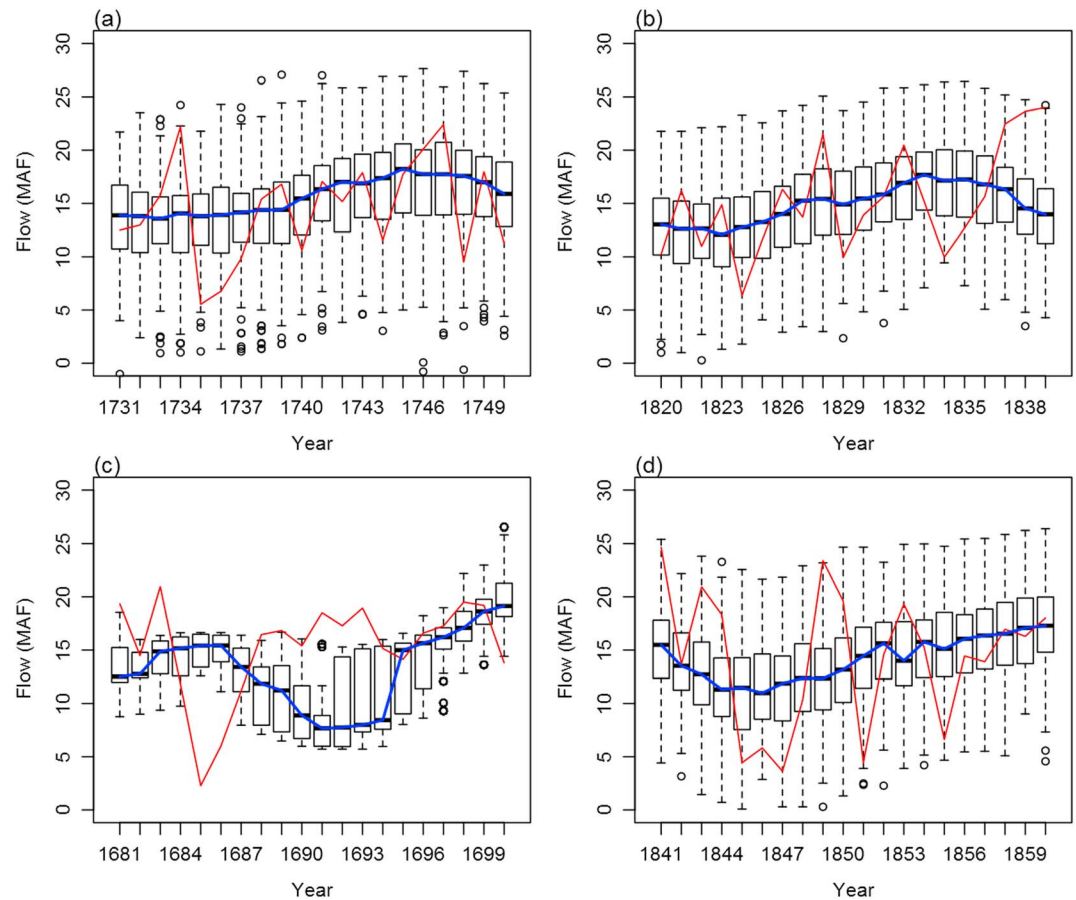 (a)
Flow (MAF)
0 5 10 15 20 25 30
1731 1734 1737 1740 1743 1746 1749
Year
(b)
Flow (MAF)
0 5 10 15 20 25 30
1820 1823 1826 1829 1832 1835 1838
Year
(c)
Flow (MAF)
0 5 10 15 20 25 30
1681 1684 1687 1690 1693 1696 1699
Year
(d)
Flow (MAF)
0 5 10 15 20 25 30
1841 1844 1847 1850 1853 1856 1859
Year